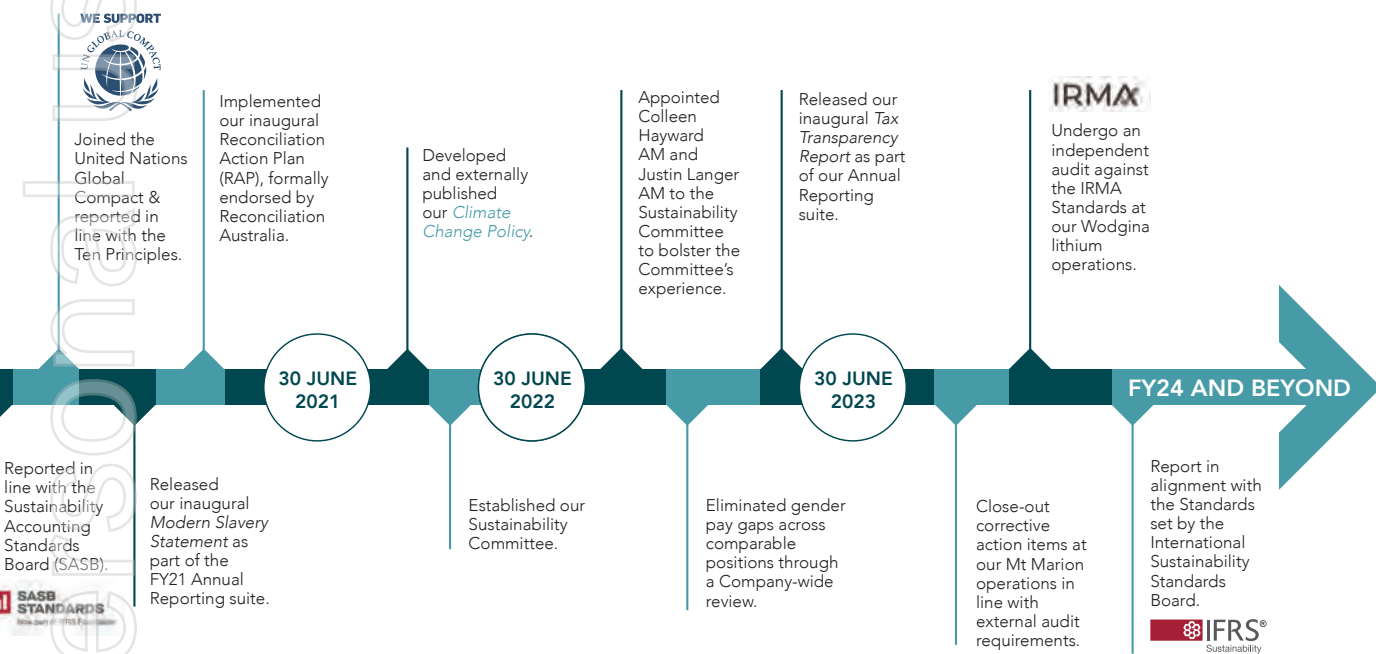 WE SUPPORT
UN GLOBAL COMPACT
Joined the
United Nations
Global
Compact &
reported in
line with the
Ten Principles.
Implemented
our inaugural
Reconciliation
Action Plan
(RAP), formally
endorsed by
Reconciliation
Australia.
Developed
and externally
published
our Climate
Change Policy.
Appointed
Colleen
Hayward
AM and
Justin Langer
AM to the
Sustainability
Committee
to bolster the
Committee's
experience.
Released our
inaugural Tax
Transparency
Report as part
of our Annual
Reporting
suite.
IRMA
Undergo an
independent
audit against
the IRMA
Standards at
our Wodgina
lithium
operations.
30 JUNE
2021
30 JUNE
2022
30 JUNE
2023
FY24 AND BEYOND
Reported in
line with the
Sustainability
Accounting
Standards
Board (SASB).
SASB
STANDARDS
Now part of IFRS Foundation
Released
our inaugural
Modern Slavery
Statement as
part of the
FY21 Annual
Reporting suite.
Established our
Sustainability
Committee.
Eliminated gender
pay gaps across
comparable
positions through
a Company-wide
review.
Close-out
corrective
action items at
our Mt Marion
operations in
line with
external audit
requirements.
Report in
alignment with
the Standards
set by the
International
Sustainability
Standards
Board.
IFRS®
Sustainability
ersonal us